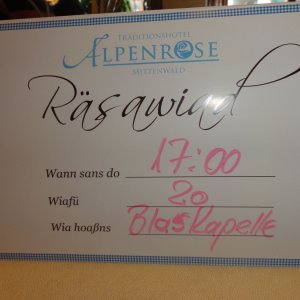 TRADITIONSHOTEL
ALPENROSE
MITTENWALD
Räsawiad
Wann sans do 17:00
Wiafü 20
Wia hoaßns Blaskapelle